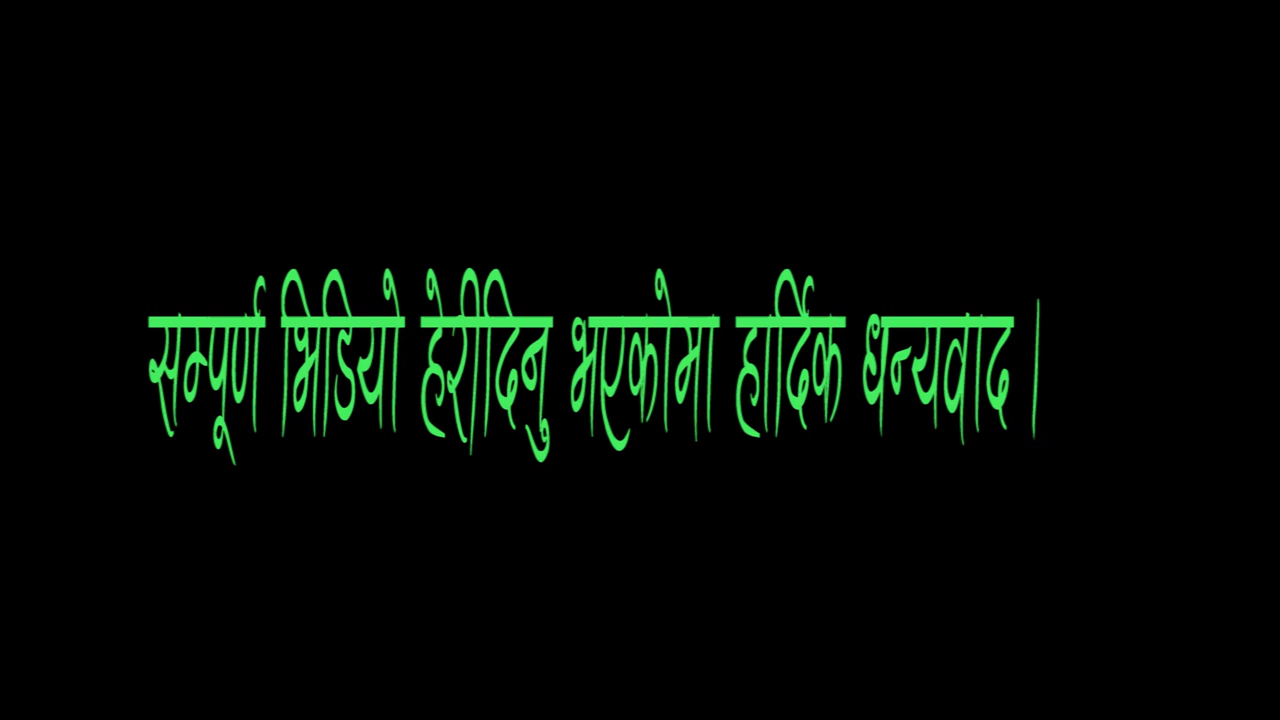 सम्पूर्ण भिडियो हेरीदिनु भएकोमा हार्दिक धन्यवाद ।